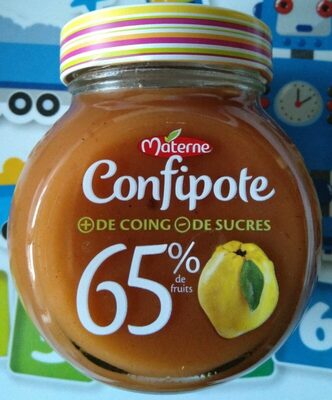 Materne
Confipote
+ DE COING - DE SUCRES
65%
de
fruits